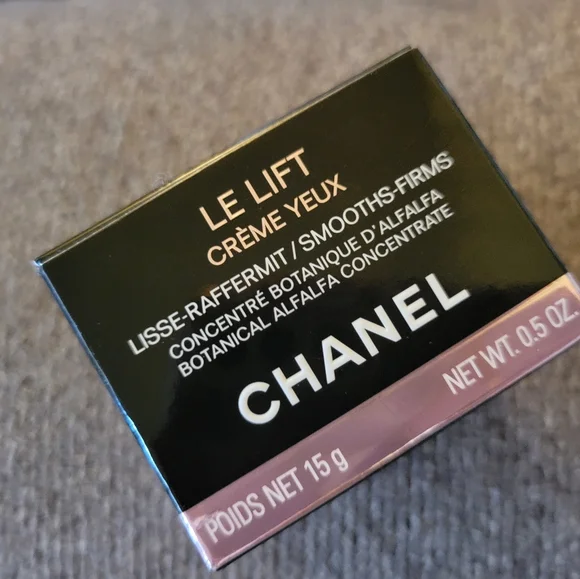 LE LIFT
CRÈME YEUX
LISSE-RAFFERMIT / SMOOTHS-FIRMS
CONCENTRÉ BOTANIQUE D'ALFALFA
BOTANICAL ALFALFA CONCENTRATE
CHANEL
POIDS NET 15 g NET WT. 0.5 OZ.